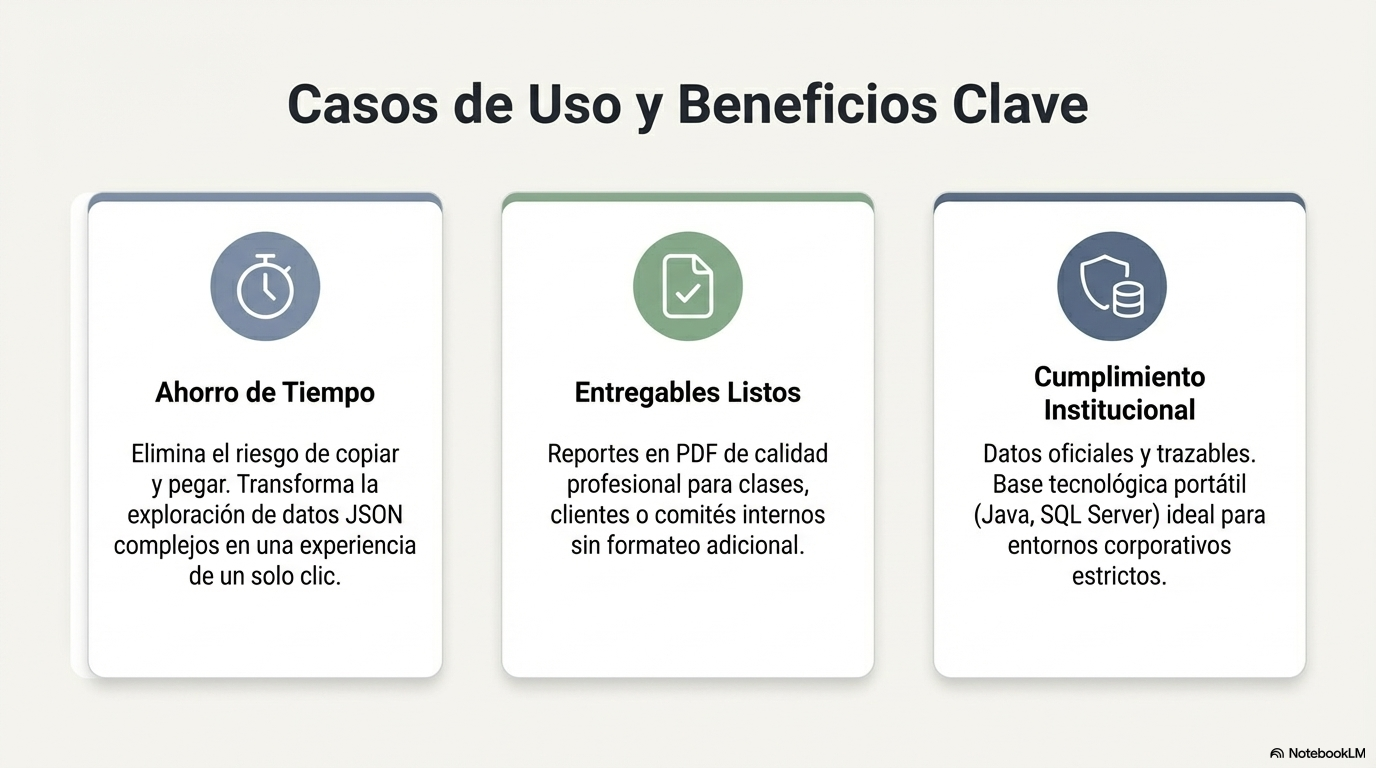 Casos de Uso y Beneficios Clave
Ahorro de Tiempo
Elimina el riesgo de copiar
y pegar. Transforma la
exploración de datos JSON
complejos en una experiencia
de un solo clic.
Entregables Listos
Reportes en PDF de calidad
profesional para clases,
clientes o comités internos
sin formateo adicional.
Cumplimiento
Institucional
Datos oficiales y trazables.
Base tecnológica portátil
(Java, SQL Server) ideal para
entornos corporativos
estrictos.
NotebookLM